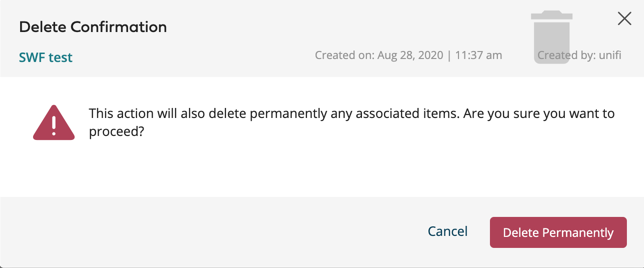 Delete Confirmation
SWF test
Created on: Aug 28, 2020 | 11:37 am
Created by: unifi
This action will also delete permanently any associated items. Are you sure you want to
proceed?
Cancel
Delete Permanently